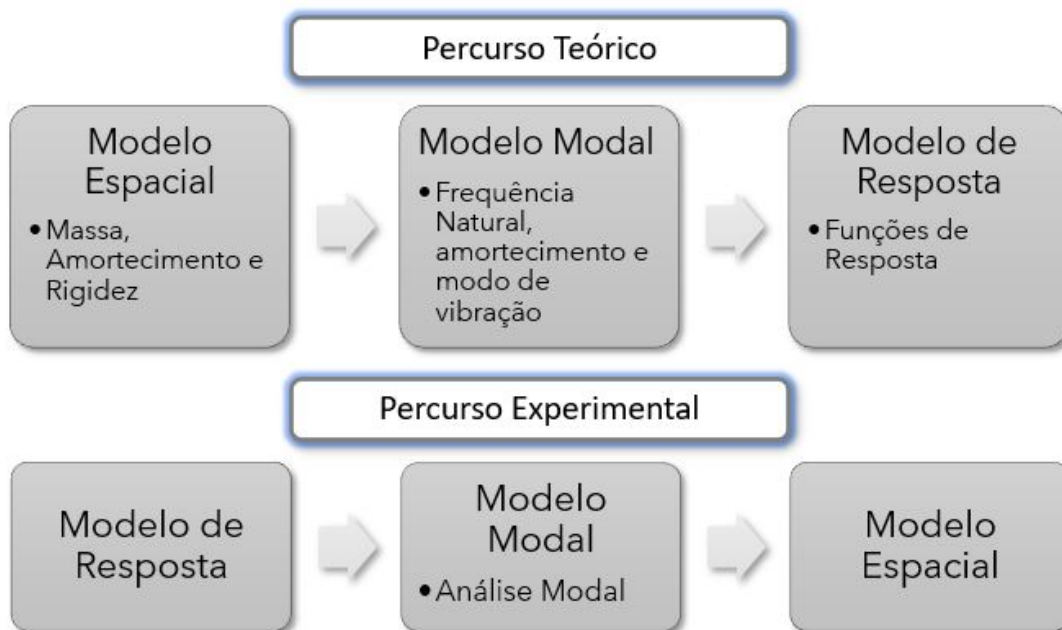 Percurso Teórico
Modelo
Espacial
• Massa,
Amortecimento e
Rigidez
Modelo Modal
• Frequência
Natural,
amortecimento e
modo de
vibração
Modelo de
Resposta
• Funções de
Resposta
Percurso Experimental
Modelo de
Resposta
Modelo
Modal
• Análise Modal
Modelo
Espacial